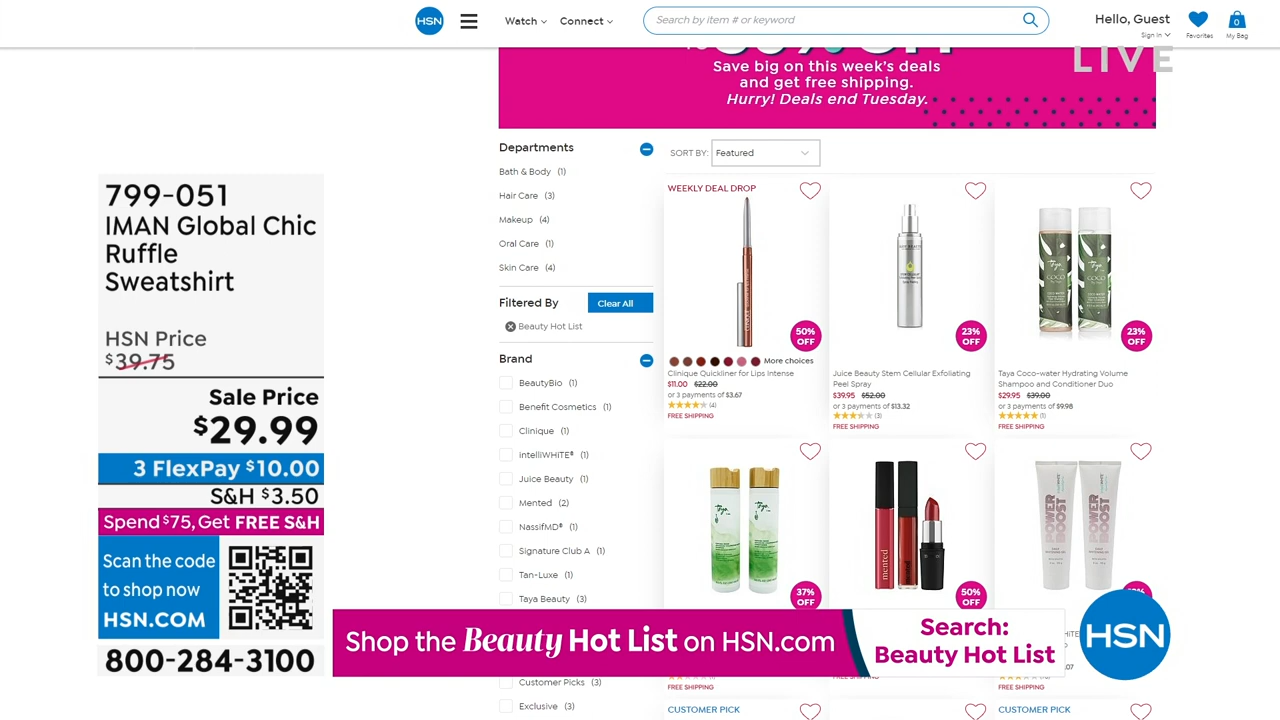 HSN
Watch
Connect
Search by item # or keyword
Hello, Guest
Sign in
Favorites
0
My Bag
LIVE
Save big on this week's deals
and get free shipping.
Hurry! Deals end Tuesday.
799-051
IMAN Global Chic
Ruffle
Sweatshirt
HSN Price
$39.75
Sale Price
$29.99
3 FlexPay $10.00
S&H $3.50
Spend $75, Get FREE S&H
Scan the code
to shop now
HSN.COM
800-284-3100
Departments
Bath & Body (1)
Hair Care (3)
Makeup (4)
Oral Care (1)
Skin Care (4)
Filtered By
Clear All
Beauty Hot List
Brand
BeautyBio (1)
Benefit Cosmetics (1)
Clinique (1)
IntelliWHiTE® (1)
Juice Beauty (1)
Mented (2)
NassifMD® (1)
Signature Club A (1)
Tan-Luxe (1)
Taya Beauty (3)
Customer Picks (3)
Exclusive (3)
SORT BY: Featured
WEEKLY DEAL DROP
50%
OFF
More choices
Clinique Quickliner for Lips Intense
$11.00 $22.00
or 3 payments of $3.67
(4)
FREE SHIPPING
23%
OFF
Juice Beauty Stem Cellular Exfoliating
Peel Spray
$39.95 $52.00
or 3 payments of $13.32
(3)
FREE SHIPPING
23%
OFF
Taya Coco-water Hydrating Volume
Shampoo and Conditioner Duo
$29.95 $39.00
or 3 payments of $9.98
(1)
FREE SHIPPING
37%
OFF
mented
50%
OFF
POWER
BOOST
POWER
BOOST
FREE SHIPPING
FREE SHIPPING
CUSTOMER PICK
CUSTOMER PICK
Shop the Beauty Hot List on HSN.com
Search:
Beauty Hot List
HSN